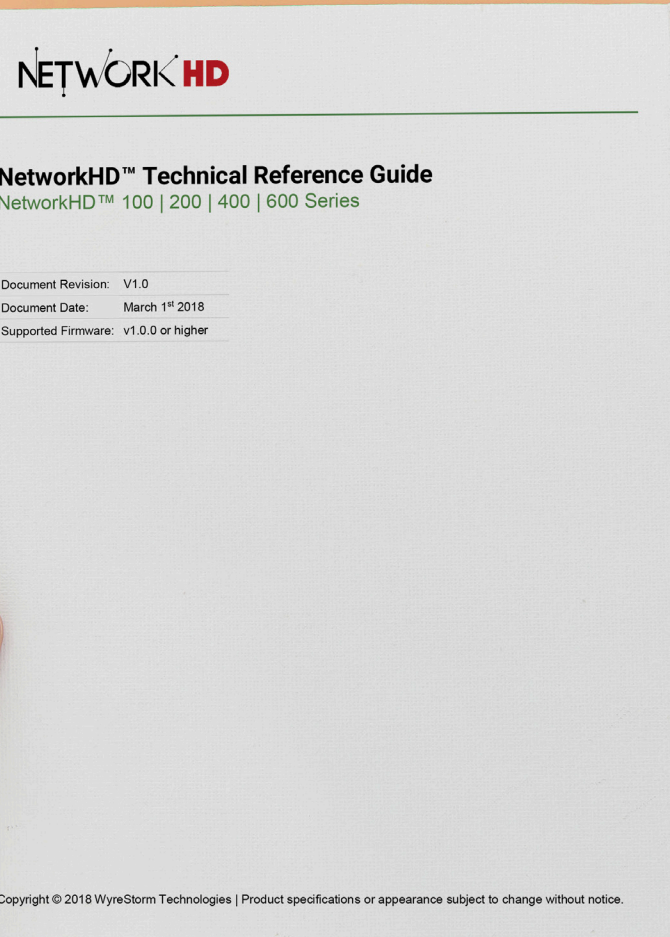 NETWORK HD
NetworkHD™ Technical Reference Guide
NetworkHD™ 100 | 200 | 400 | 600 Series
Document Revision: V1.0
Document Date: March 1st 2018
Supported Firmware: v1.0.0 or higher
Copyright © 2018 WyreStorm Technologies | Product specifications or appearance subject to change without notice.